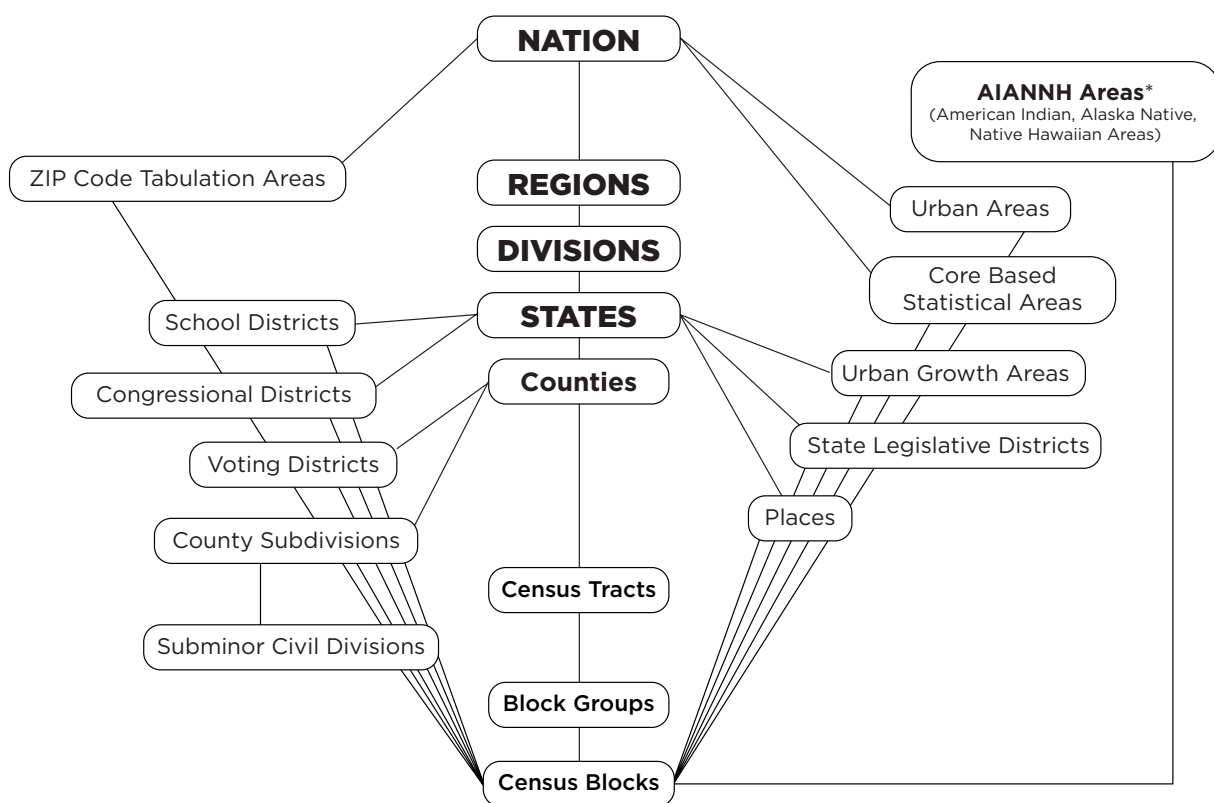 NATION
AIANNH Areas*
(American Indian, Alaska Native,
Native Hawaiian Areas)
ZIP Code Tabulation Areas
REGIONS
Urban Areas
DIVISIONS
Core Based
Statistical Areas
School Districts
STATES
Congressional Districts
Counties
Urban Growth Areas
Voting Districts
State Legislative Districts
County Subdivisions
Places
Census Tracts
Subminor Civil Divisions
Block Groups
Census Blocks